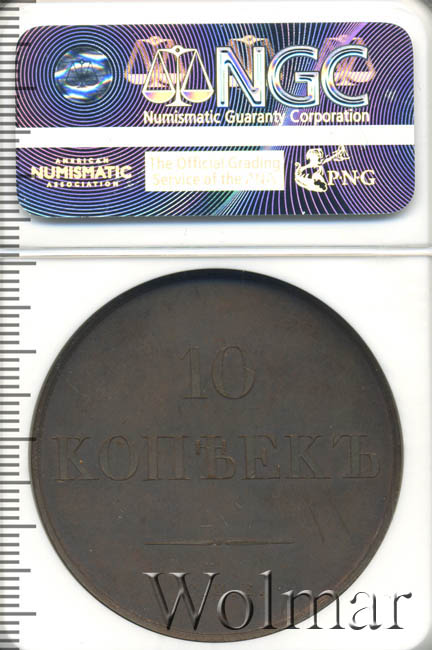 NGC
Numismatic Guaranty Corporation
AMERICAN
NUMISMATIC
ASSOCIATION
The Official Grading
Service of the PNG
P·N·G
10
КОПѢЕКЪ
Wolmar